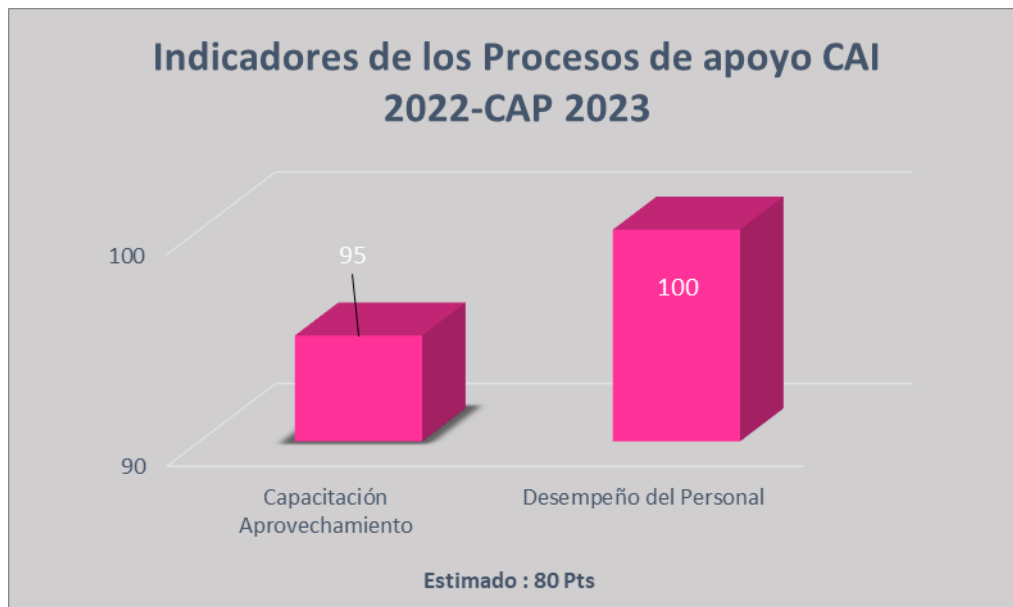 Indicadores de los Procesos de apoyo CAI
2022-CAP 2023
100
95
100
90
Capacitación
Aprovechamiento
Desempeño del Personal
Estimado : 80 Pts